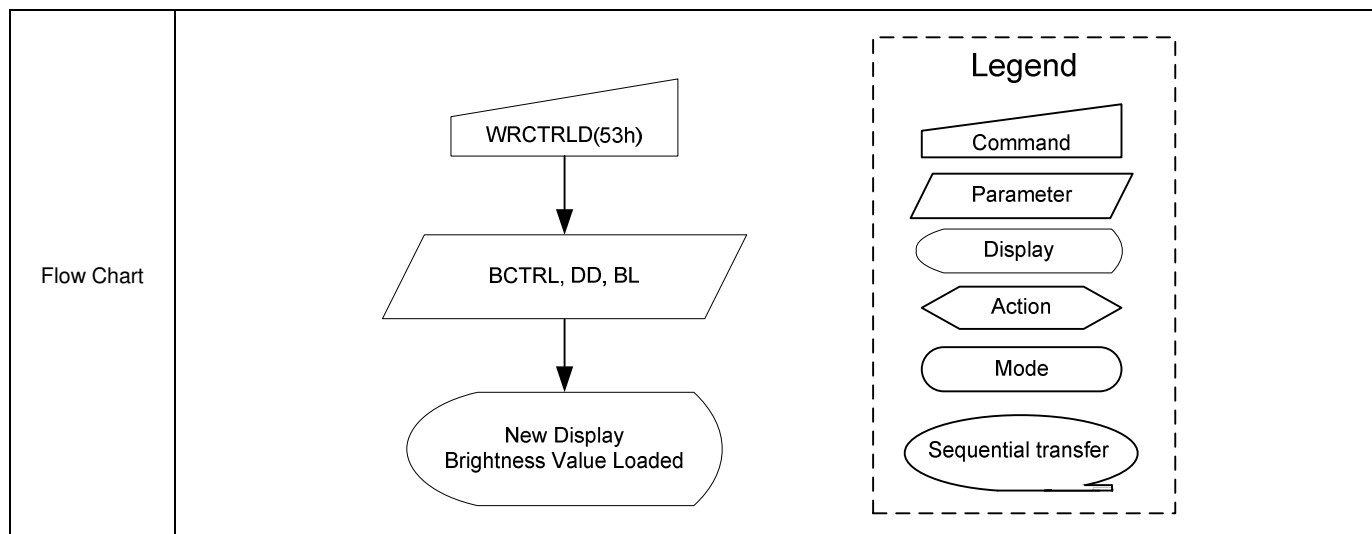 Flow Chart
WRCTRLD(53h)
BCTRL, DD, BL
New Display
Brightness Value Loaded
Legend
Command
Parameter
Display
Action
Mode
Sequential transfer